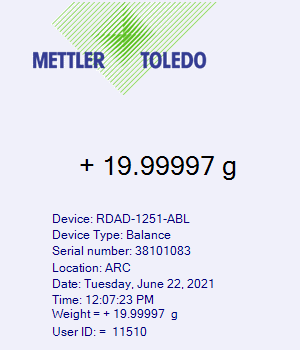 METTLER TOLEDO
+ 19.99997 g
Device: RDAD-1251-ABL
Device Type: Balance
Serial number: 38101083
Location: ARC
Date: Tuesday, June 22, 2021
Time: 12:07:23 PM
Weight = + 19.99997 g
User ID: = 11510